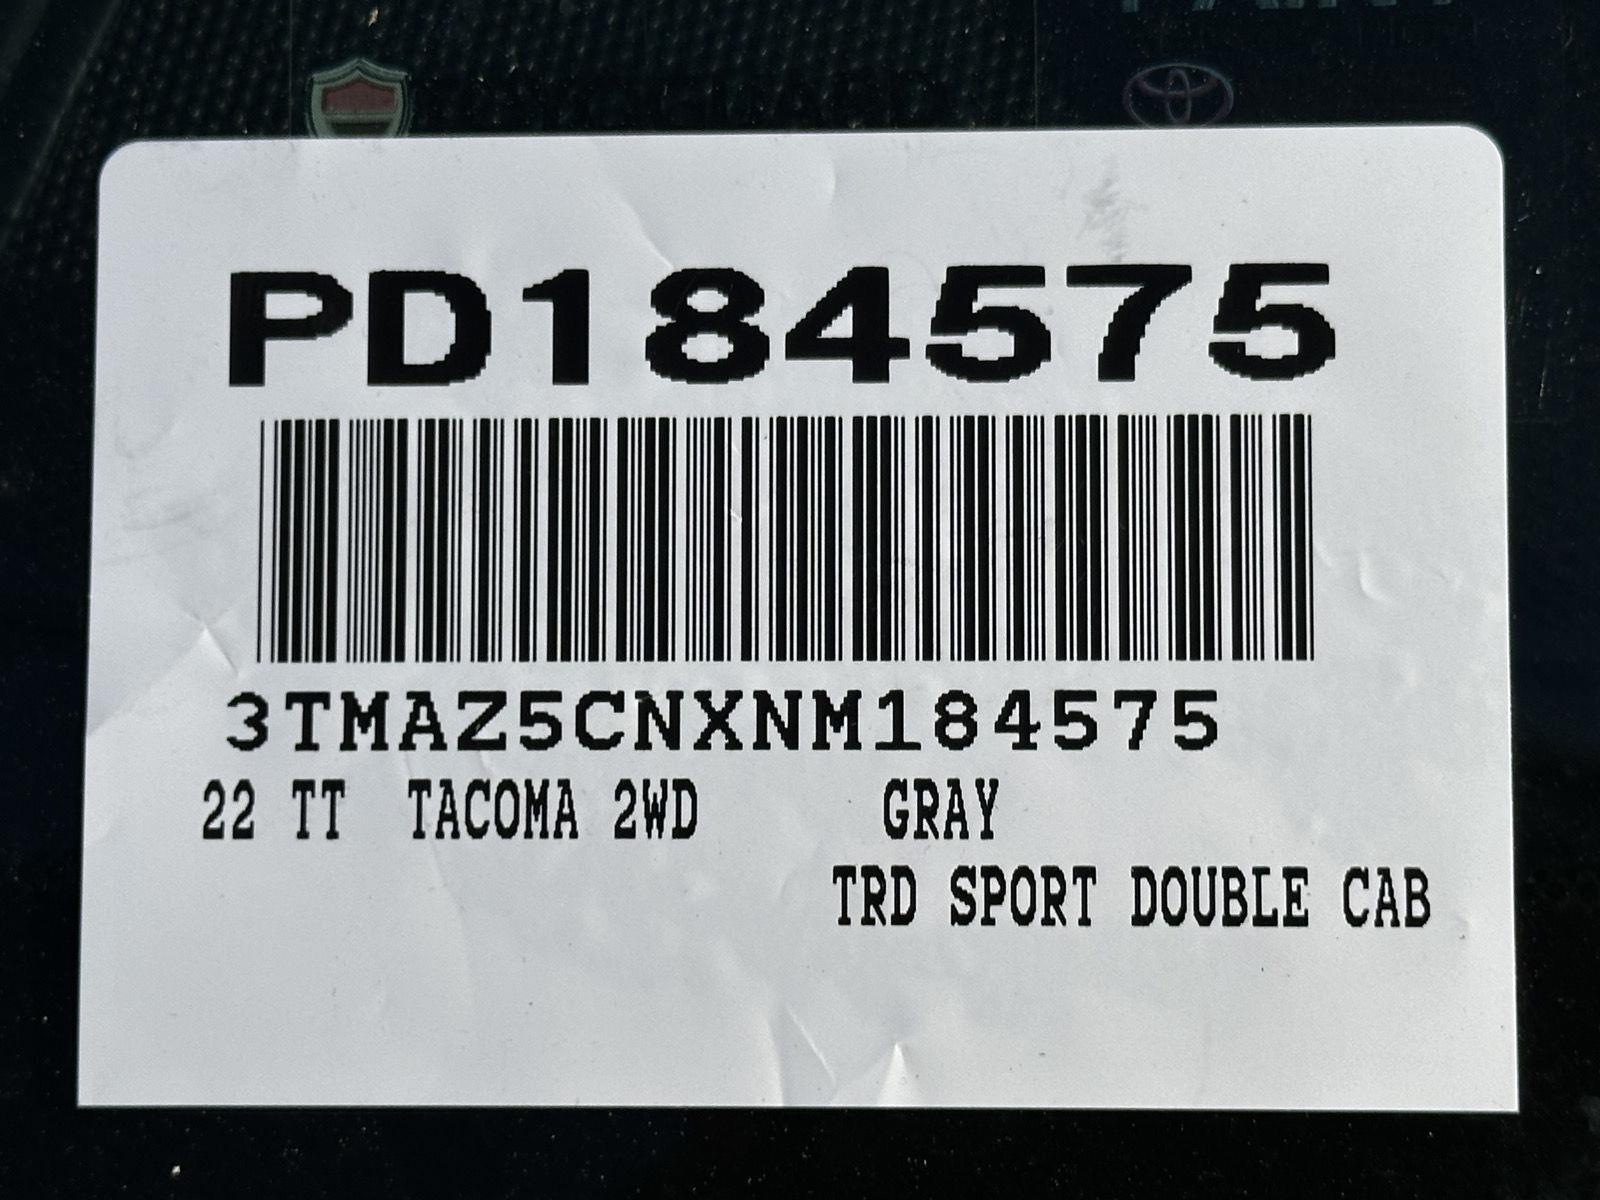 PD184575
3TMAZ5CNXNM184575
22 TT TACOMA 2WD GRAY
TRD SPORT DOUBLE CAB